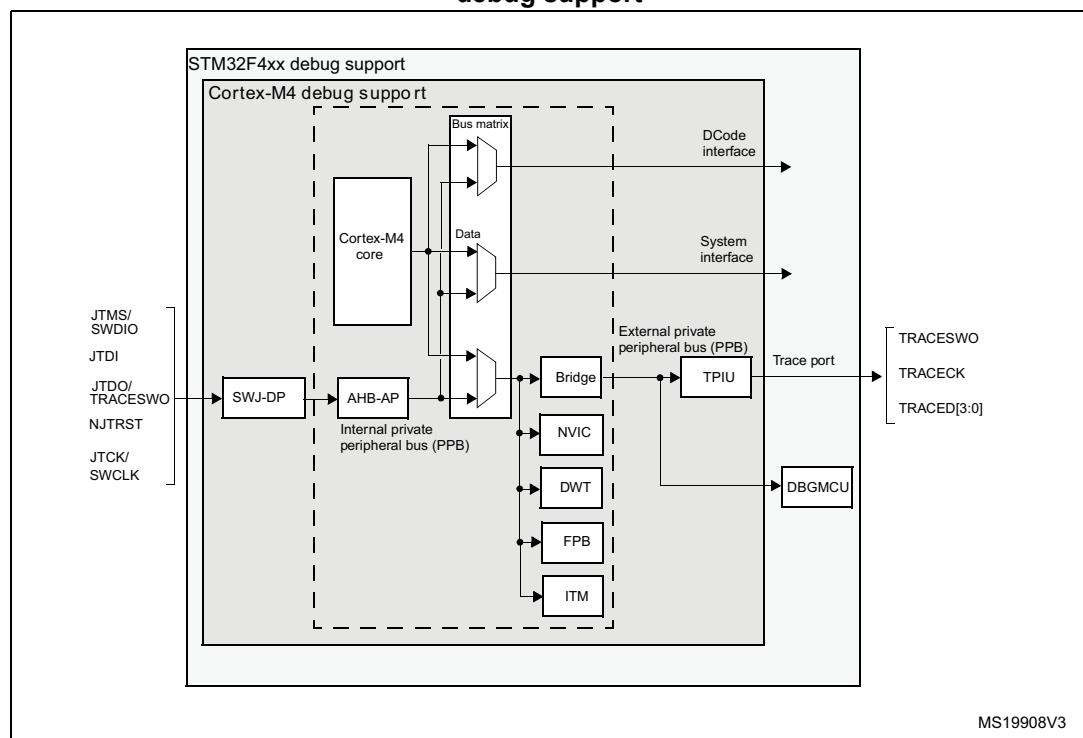 debug support
STM32F4xx debug support
Cortex-M4 debug support
Bus matrix
DCode
interface
Cortex-M4
core
Data
System
interface
JTMS/
SWDIO
JTDI
JTDO/
TRACESWO
NJTRST
JTCK/
SWCLK
SWJ-DP
AHB-AP
Internal private
peripheral bus (PPB)
External private
peripheral bus (PPB)
Bridge
TPIU
Trace port
TRACESWO
TRACECK
TRACED[3:0]
NVIC
DWT
DBGMCU
FPB
ITM
MS19908V3